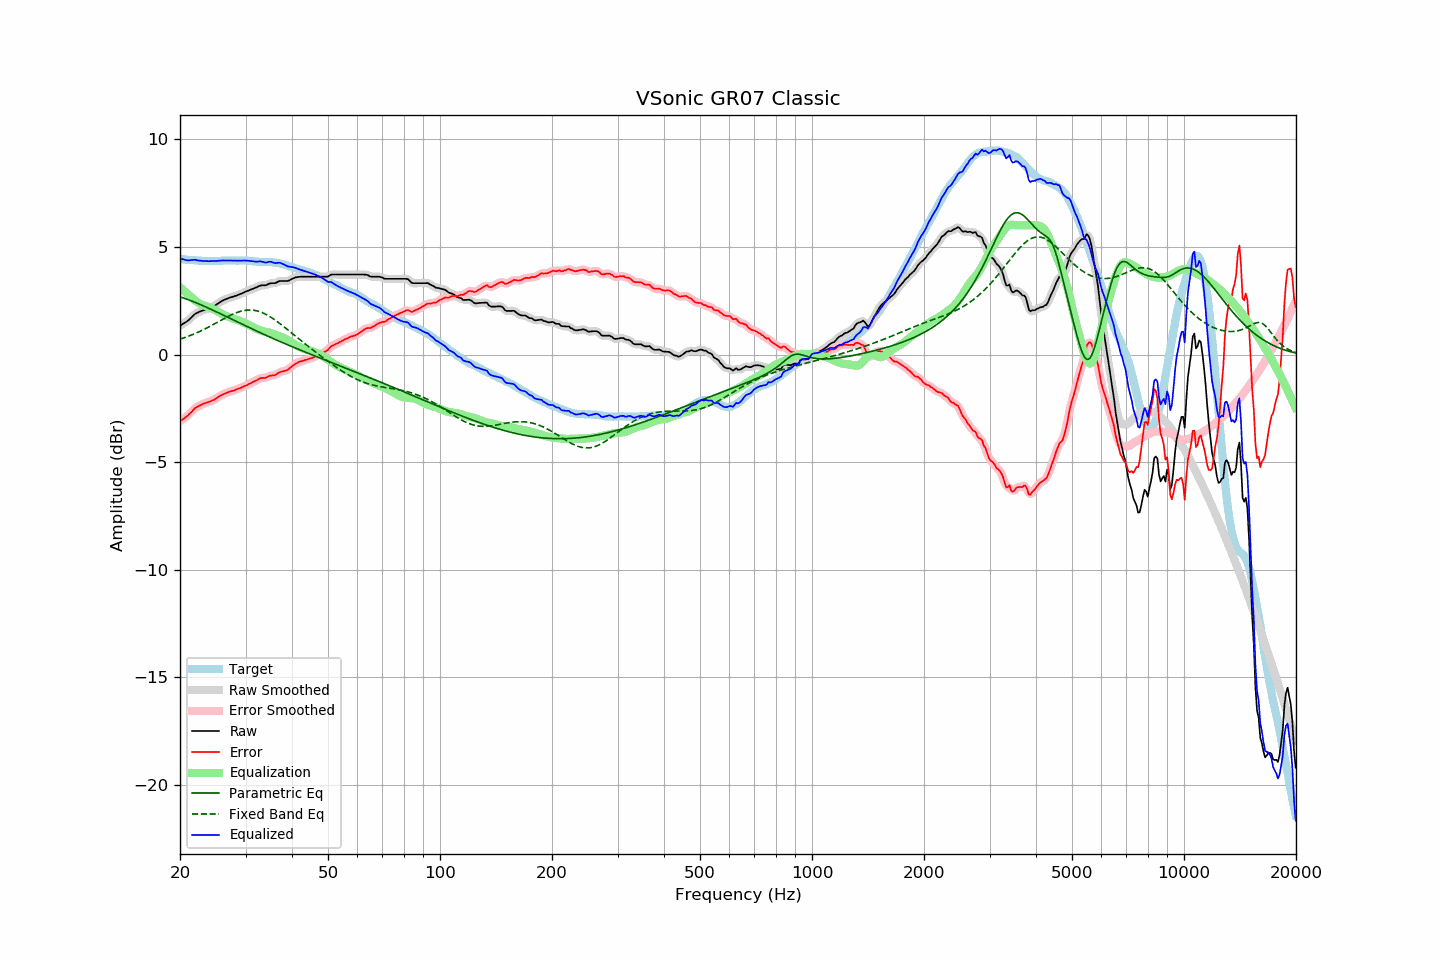 VSonic GR07 Classic
Amplitude (dBr)
10
5
0
−5
−10
−15
−20
Target
Raw Smoothed
Error Smoothed
Raw
Error
Equalization
Parametric Eq
Fixed Band Eq
Equalized
20 50 100 200 500 1000 2000 5000 10000 20000
Frequency (Hz)